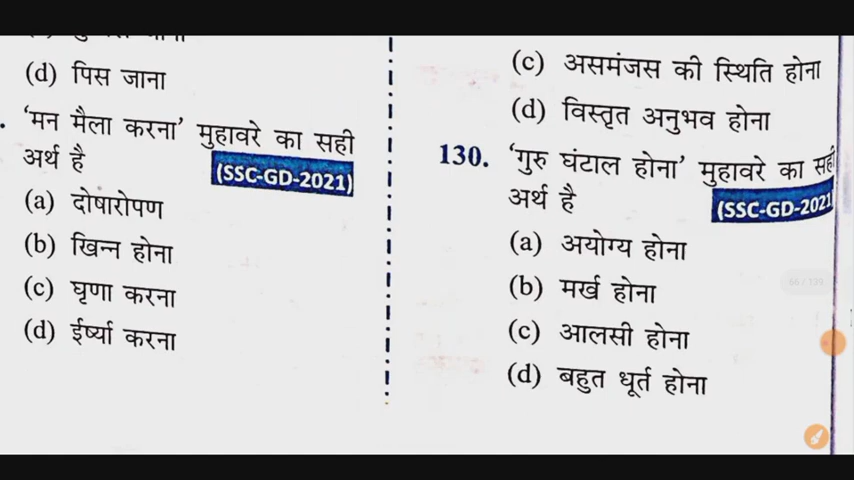 (d) पिस जाना
'मन मैला करना' मुहावरे का सही
अर्थ है
(SSC-GD-2021)
(a) दोषारोपण
(b) खिन्न होना
(c) घृणा करना
(d) ईर्ष्या करना
(c) असमंजस की स्थिति होना
(d) विस्तृत अनुभव होना
130. 'गुरु घंटाल होना' मुहावरे का सही
अर्थ है
(SSC-GD-2021
(a) अयोग्य होना
(b) मर्ख होना
(c) आलसी होना
(d) बहुत धूर्त होना